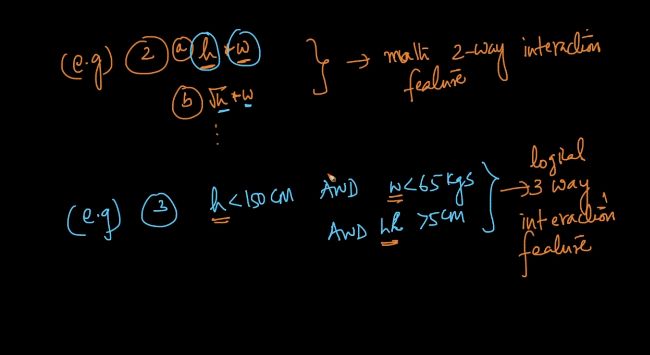 (e.g) 2 a h * w } → math 2-way interaction
feature
b √h * w
⋮
(e.g) 3 h < 150 CM AND w < 65 kgs } → logical 3 way
AND hl > 5 cm interaction
feature